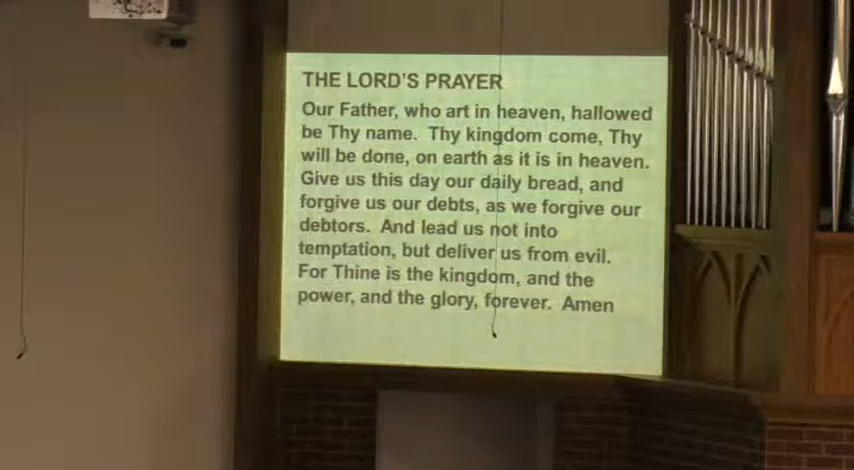 THE LORD'S PRAYER
Our Father, who art in heaven, hallowed
be Thy name.  Thy kingdom come, Thy
will be done, on earth as it is in heaven.
Give us this day our daily bread, and
forgive us our debts, as we forgive our
debtors.  And lead us not into
temptation, but deliver us from evil.
For Thine is the kingdom, and the
power, and the glory, forever.  Amen